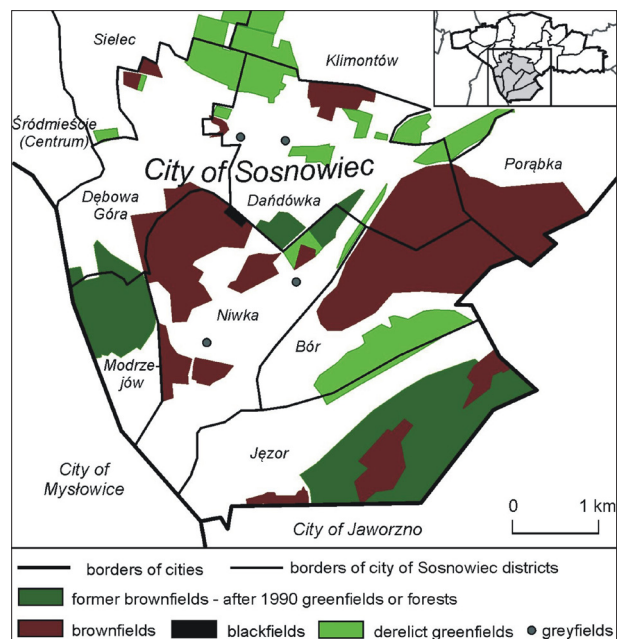 Sielec
Klimontów
Śródmieście
(Centrum)
City of Sosnowiec
Porąbka
Dębowa
Góra
Dańdówka
Niwka
Bór
Modrze-
jów
Jęzor
City of
Mysłowice
0 1 km
City of Jaworzno
borders of cities borders of city of Sosnowiec districts
former brownfields - after 1990 greenfields or forests
brownfields blackfields derelict greenfields greyfields